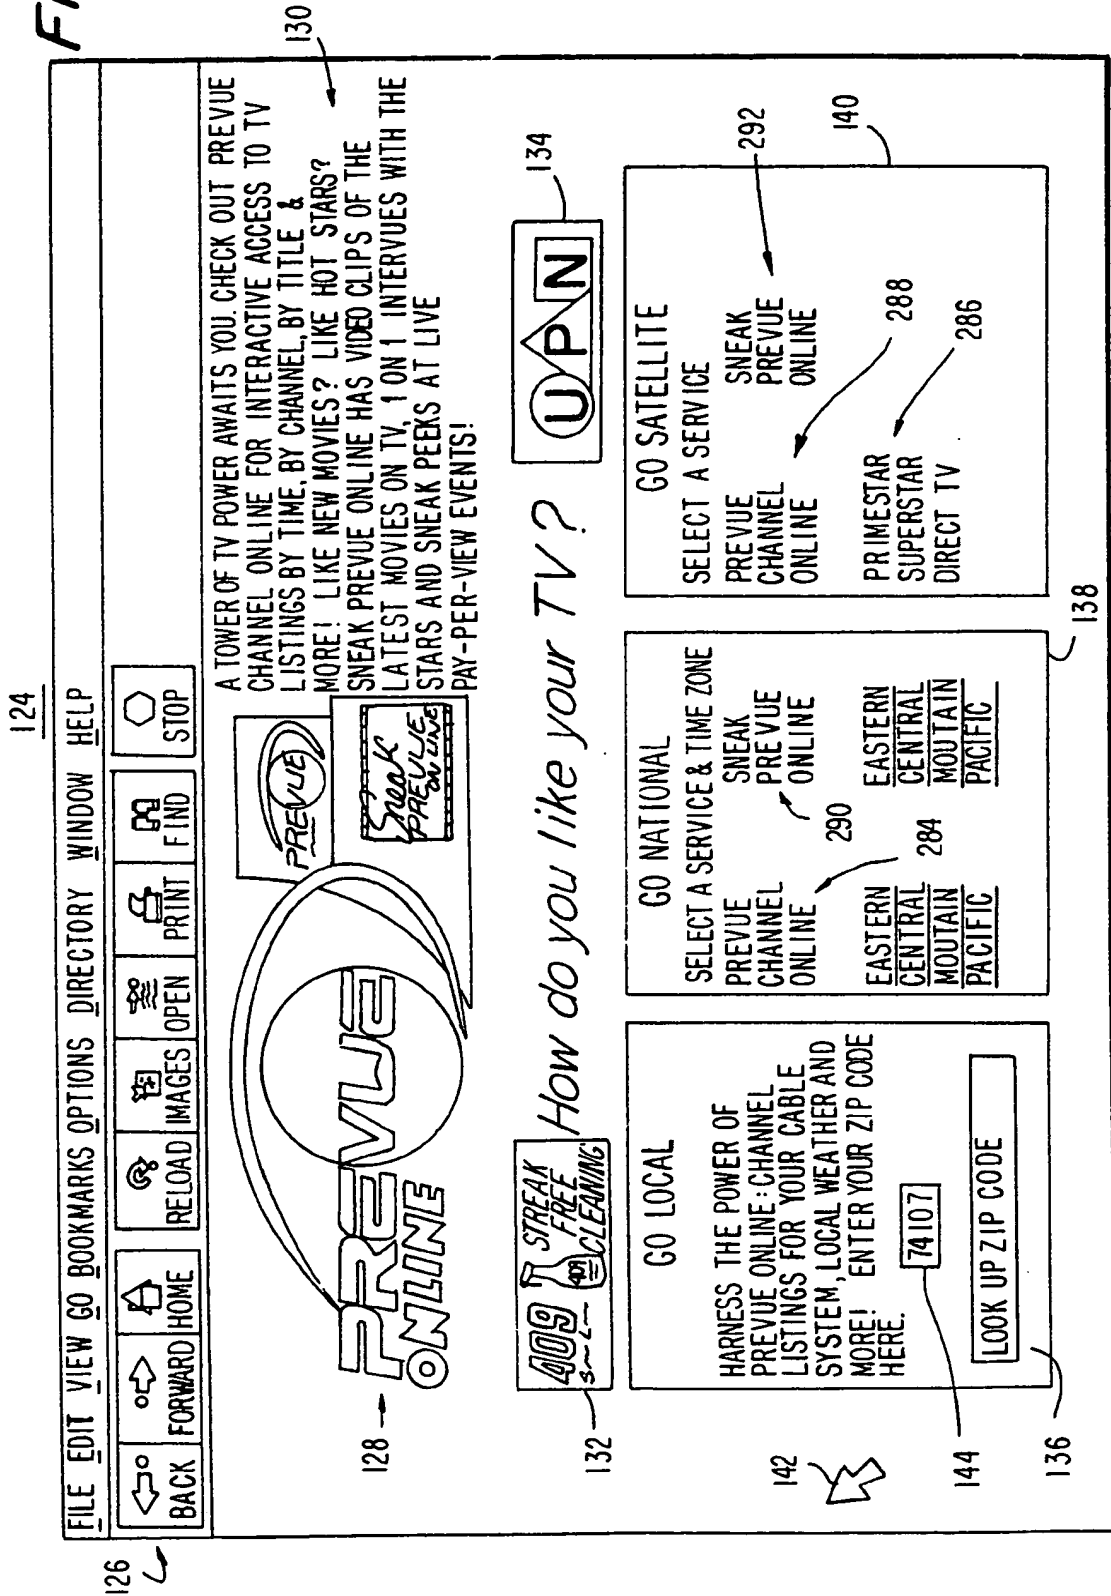 124
FILE EDIT VIEW GO BOOKMARKS OPTIONS DIRECTORY WINDOW HELP
126
BACK FORWARD HOME RELOAD IMAGES OPEN PRINT FIND STOP
128
PREVUE
ONLINE
PREVUE
Sneak
PREVUE
ON LINE
130
A TOWER OF TV POWER AWAITS YOU. CHECK OUT PREVUE
CHANNEL ONLINE FOR INTERACTIVE ACCESS TO TV
LISTINGS BY TIME, BY CHANNEL, BY TITLE &
MORE! LIKE NEW MOVIES? LIKE HOT STARS?
SNEAK PREVUE ONLINE HAS VIDEO CLIPS OF THE
LATEST MOVIES ON TV, 1 ON 1 INTERVUES WITH THE
STARS AND SNEAK PEEKS AT LIVE
PAY-PER-VIEW EVENTS!
132
409
STREAK
FREE
CLEANING
409
How do you like your TV?
UPN
134
142
GO LOCAL
HARNESS THE POWER OF
PREVUE ONLINE: CHANNEL
LISTINGS FOR YOUR CABLE
SYSTEM, LOCAL WEATHER AND
MORE! ENTER YOUR ZIP CODE
HERE.
74107
LOOK UP ZIP CODE
144
136
GO NATIONAL
SELECT A SERVICE & TIME ZONE
PREVUE
CHANNEL
ONLINE
SNEAK
PREVUE
ONLINE
290
284
EASTERN
CENTRAL
MOUTAIN
PACIFIC
EASTERN
CENTRAL
MOUTAIN
PACIFIC
138
GO SATELLITE
SELECT A SERVICE
PREVUE
CHANNEL
ONLINE
SNEAK
PREVUE
ONLINE
292
288
PRIMESTAR
SUPERSTAR
DIRECT TV
286
140